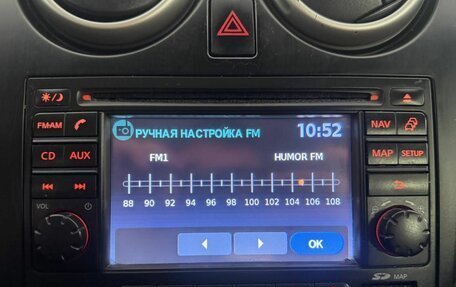 FM·AM
CD AUX
VOL
РУЧНАЯ НАСТРОЙКА FM 10:52
FM1 HUMOR FM
88 90 92 94 96 98 100 102 104 106 108
OK
NAV
MAP SETUP
SD MAP